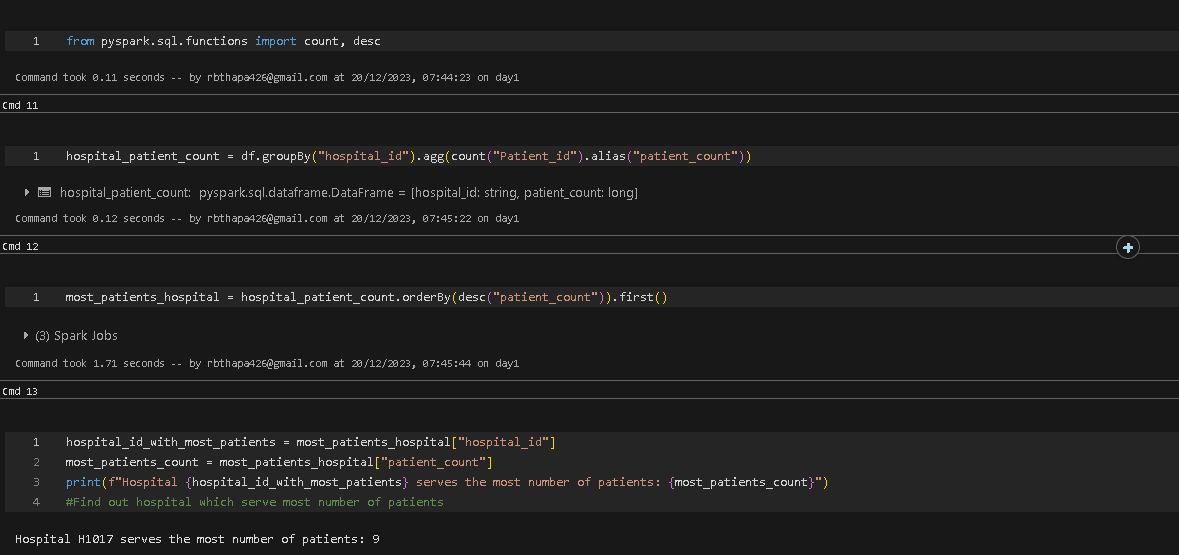 1 from pyspark.sql.functions import count, desc
Command took 0.11 seconds -- by rbthapa426@gmail.com at 20/12/2023, 07:44:23 on day1
Cmd 11
1 hospital_patient_count = df.groupBy("hospital_id").agg(count("Patient_id").alias("patient_count"))
hospital_patient_count: pyspark.sql.dataframe.DataFrame = [hospital_id: string, patient_count: long]
Command took 0.12 seconds -- by rbthapa426@gmail.com at 20/12/2023, 07:45:22 on day1
Cmd 12
1 most_patients_hospital = hospital_patient_count.orderBy(desc("patient_count")).first()
(3) Spark Jobs
Command took 1.71 seconds -- by rbthapa426@gmail.com at 20/12/2023, 07:45:44 on day1
Cmd 13
1 hospital_id_with_most_patients = most_patients_hospital["hospital_id"]
2 most_patients_count = most_patients_hospital["patient_count"]
3 print(f"Hospital {hospital_id_with_most_patients} serves the most number of patients: {most_patients_count}")
4 #Find out hospital which serve most number of patients
Hospital H1017 serves the most number of patients: 9